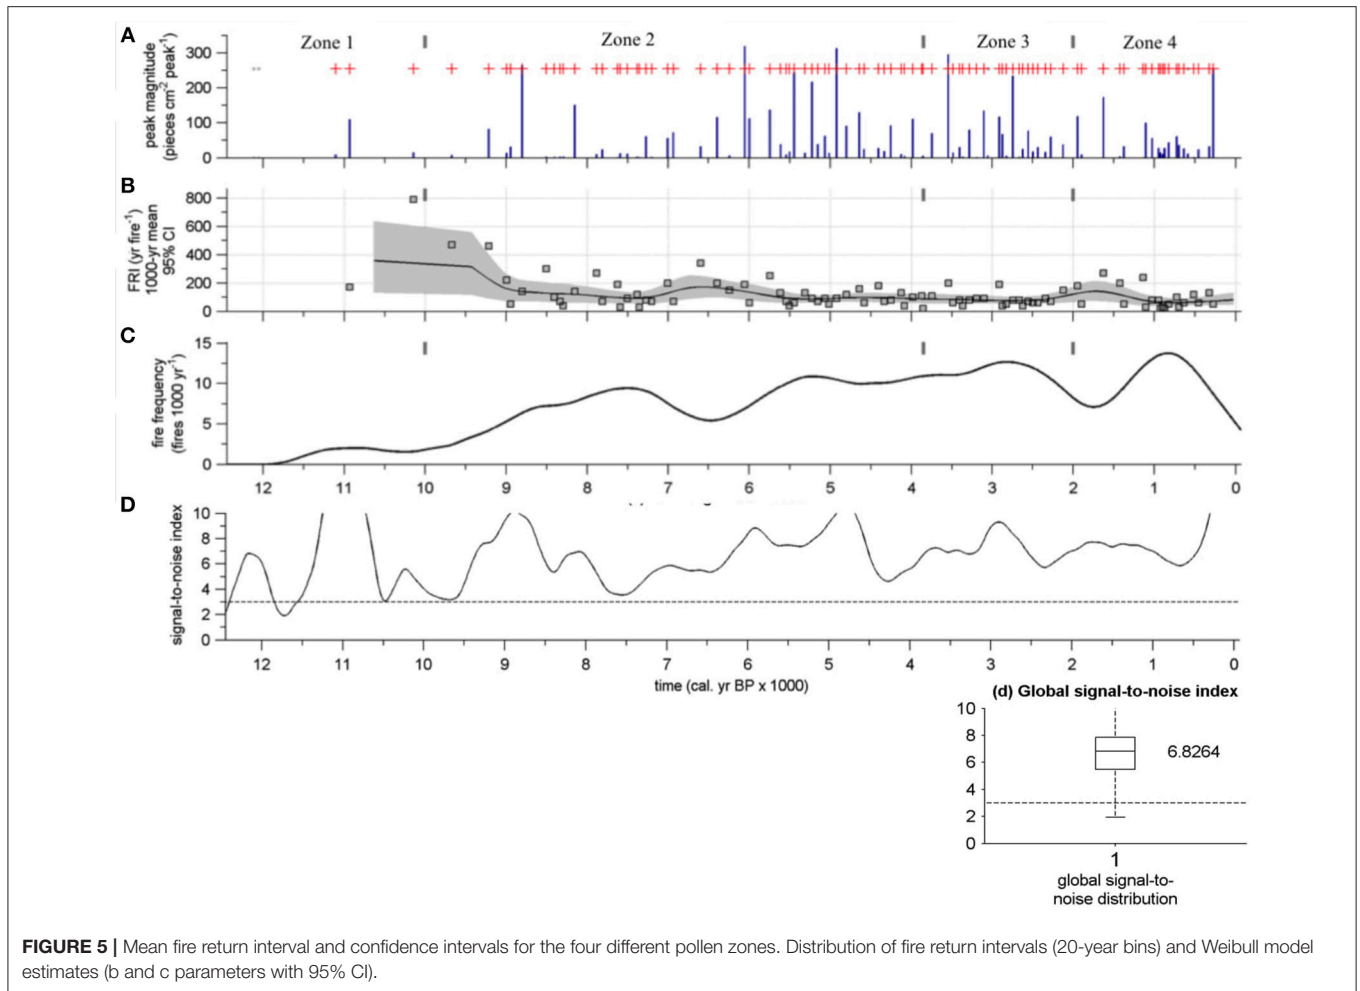 A
Zone 1
Zone 2
Zone 3
Zone 4
peak magnitude
(pieces cm-2 peak-1)
300
200
100
0
B
FRI (yr fire-1)
1000-yr mean
95% CI
800
600
400
200
0
C
fire frequency
(fires 1000 yr-1)
15
10
5
0
12 11 10 9 8 7 6 5 4 3 2 1 0
D
signal-to-noise index
10
8
6
4
2
0
12 11 10 9 8 7 6 5 4 3 2 1 0
time (cal. yr BP x 1000)
(d) Global signal-to-noise index
10
8
6
4
2
0
6.8264
1
global signal-to-
noise distribution
FIGURE 5 | Mean fire return interval and confidence intervals for the four different pollen zones. Distribution of fire return intervals (20-year bins) and Weibull model
estimates (b and c parameters with 95% CI).